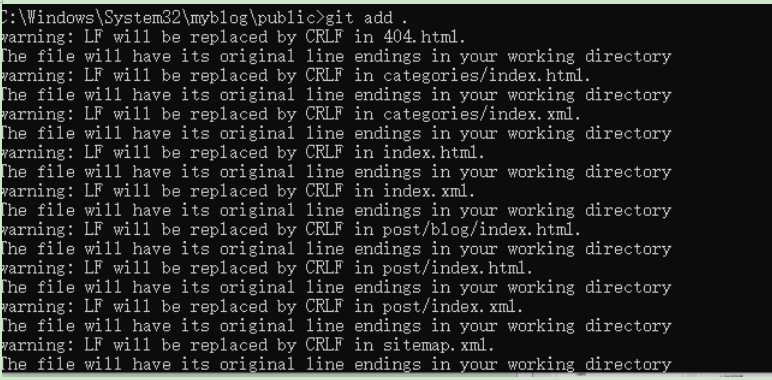 C:\Windows\System32\myblog\public>git add .
warning: LF will be replaced by CRLF in 404.html.
The file will have its original line endings in your working directory
warning: LF will be replaced by CRLF in categories/index.html.
The file will have its original line endings in your working directory
warning: LF will be replaced by CRLF in categories/index.xml.
The file will have its original line endings in your working directory
warning: LF will be replaced by CRLF in index.html.
The file will have its original line endings in your working directory
warning: LF will be replaced by CRLF in index.xml.
The file will have its original line endings in your working directory
warning: LF will be replaced by CRLF in post/blog/index.html.
The file will have its original line endings in your working directory
warning: LF will be replaced by CRLF in post/index.html.
The file will have its original line endings in your working directory
warning: LF will be replaced by CRLF in post/index.xml.
The file will have its original line endings in your working directory
warning: LF will be replaced by CRLF in sitemap.xml.
The file will have its original line endings in your working directory